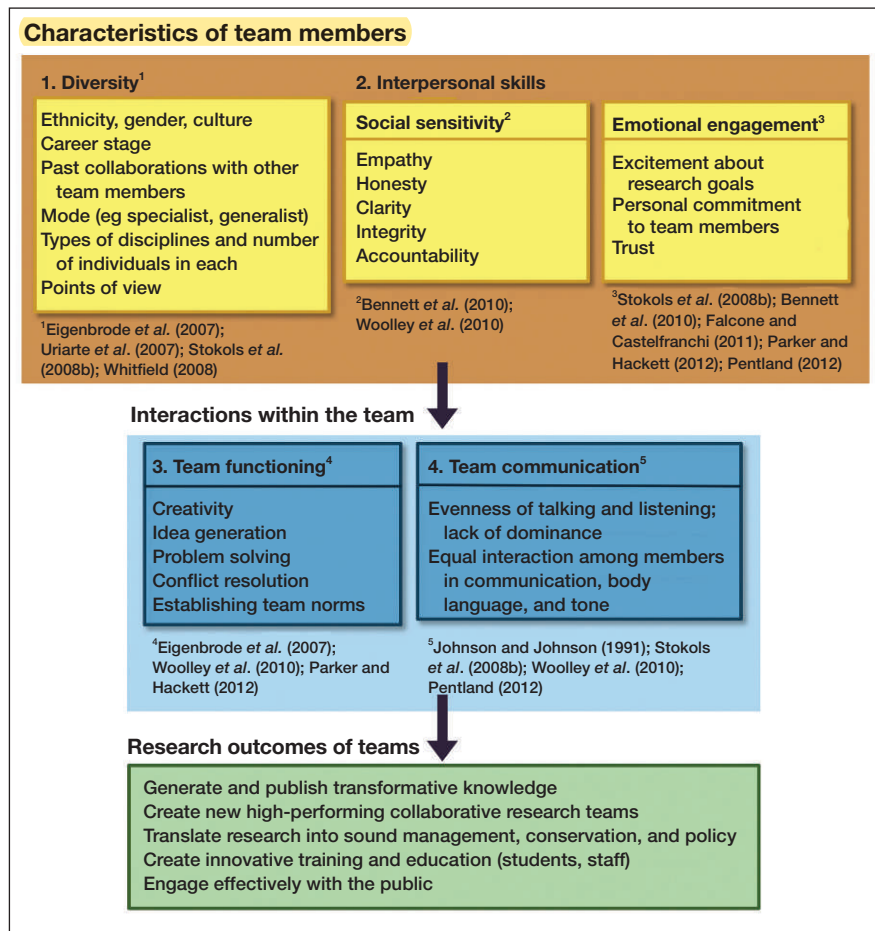 Characteristics of team members
1. Diversity¹
Ethnicity, gender, culture
Career stage
Past collaborations with other
team members
Mode (eg specialist, generalist)
Types of disciplines and number
of individuals in each
Points of view
¹Eigenbrode et al. (2007);
Uriarte et al. (2007); Stokols et al.
(2008b); Whitfield (2008)
2. Interpersonal skills
Social sensitivity²
Empathy
Honesty
Clarity
Integrity
Accountability
²Bennett et al. (2010);
Woolley et al. (2010)
Emotional engagement³
Excitement about
research goals
Personal commitment
to team members
Trust
³Stokols et al. (2008b); Bennett
et al. (2010); Falcone and
Castelfranchi (2011); Parker and
Hackett (2012); Pentland (2012)
Interactions within the team
3. Team functioning⁴
Creativity
Idea generation
Problem solving
Conflict resolution
Establishing team norms
⁴Eigenbrode et al. (2007);
Woolley et al. (2010); Parker and
Hackett (2012)
4. Team communication⁵
Evenness of talking and listening;
lack of dominance
Equal interaction among members
in communication, body
language, and tone
⁵Johnson and Johnson (1991); Stokols
et al. (2008b); Woolley et al. (2010);
Pentland (2012)
Research outcomes of teams
Generate and publish transformative knowledge
Create new high-performing collaborative research teams
Translate research into sound management, conservation, and policy
Create innovative training and education (students, staff)
Engage effectively with the public